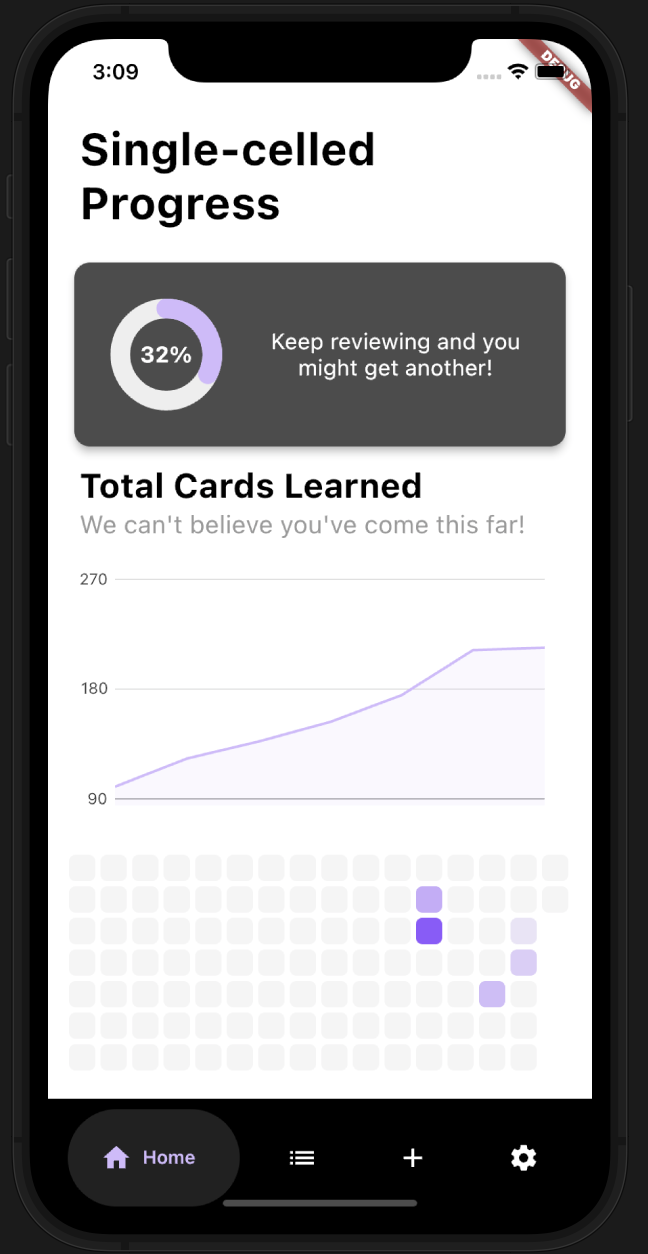 3:09
DEBUG
Single-celled
Progress
32%
Keep reviewing and you
might get another!
Total Cards Learned
We can't believe you've come this far!
270
180
90
Home